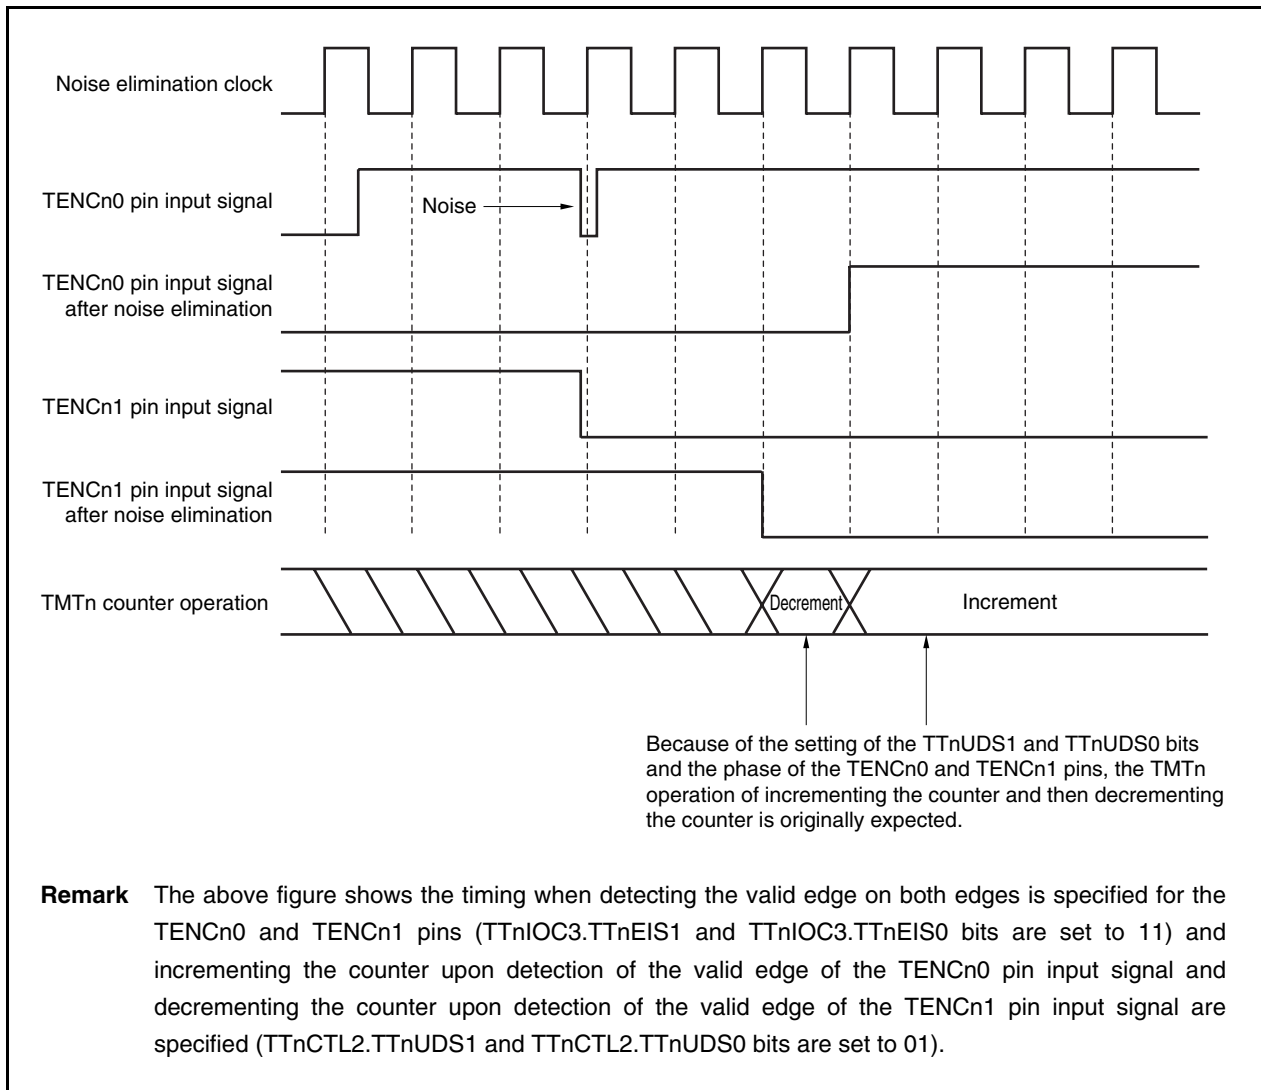 Noise elimination clock
TENCn0 pin input signal
Noise
TENCn0 pin input signal
after noise elimination
TENCn1 pin input signal
TENCn1 pin input signal
after noise elimination
TMTn counter operation
Decrement
Increment
Because of the setting of the TTnUDS1 and TTnUDS0 bits
and the phase of the TENCn0 and TENCn1 pins, the TMTn
operation of incrementing the counter and then decrementing
the counter is originally expected.
Remark The above figure shows the timing when detecting the valid edge on both edges is specified for the
TENCn0 and TENCn1 pins (TTnIOC3.TTnEIS1 and TTnIOC3.TTnEIS0 bits are set to 11) and
incrementing the counter upon detection of the valid edge of the TENCn0 pin input signal and
decrementing the counter upon detection of the valid edge of the TENCn1 pin input signal are
specified (TTnCTL2.TTnUDS1 and TTnCTL2.TTnUDS0 bits are set to 01).